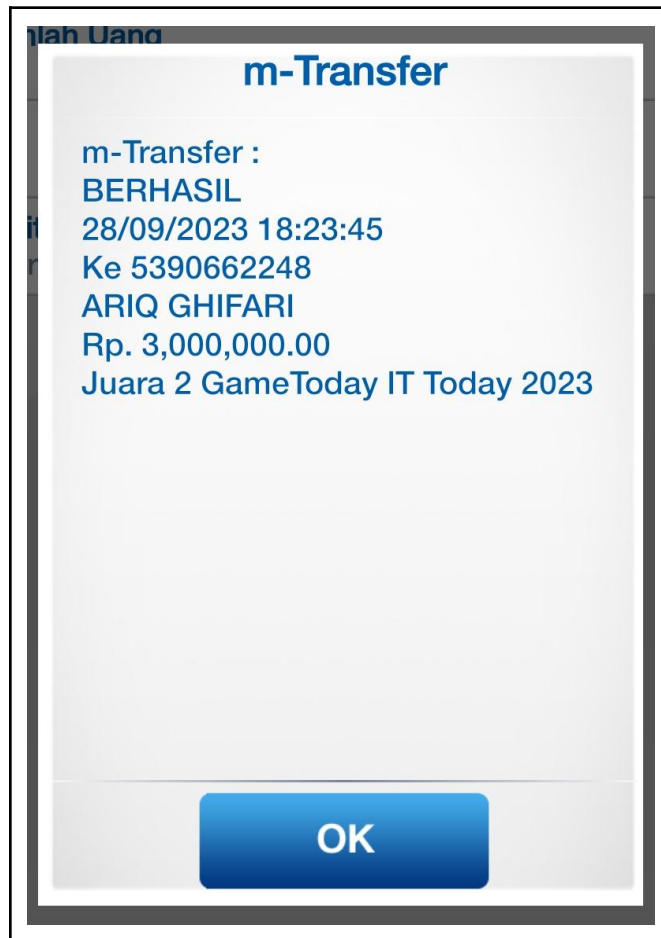 m-Transfer
m-Transfer :
BERHASIL
28/09/2023 18:23:45
Ke 5390662248
ARIQ GHIFARI
Rp. 3,000,000.00
Juara 2 GameToday IT Today 2023
OK